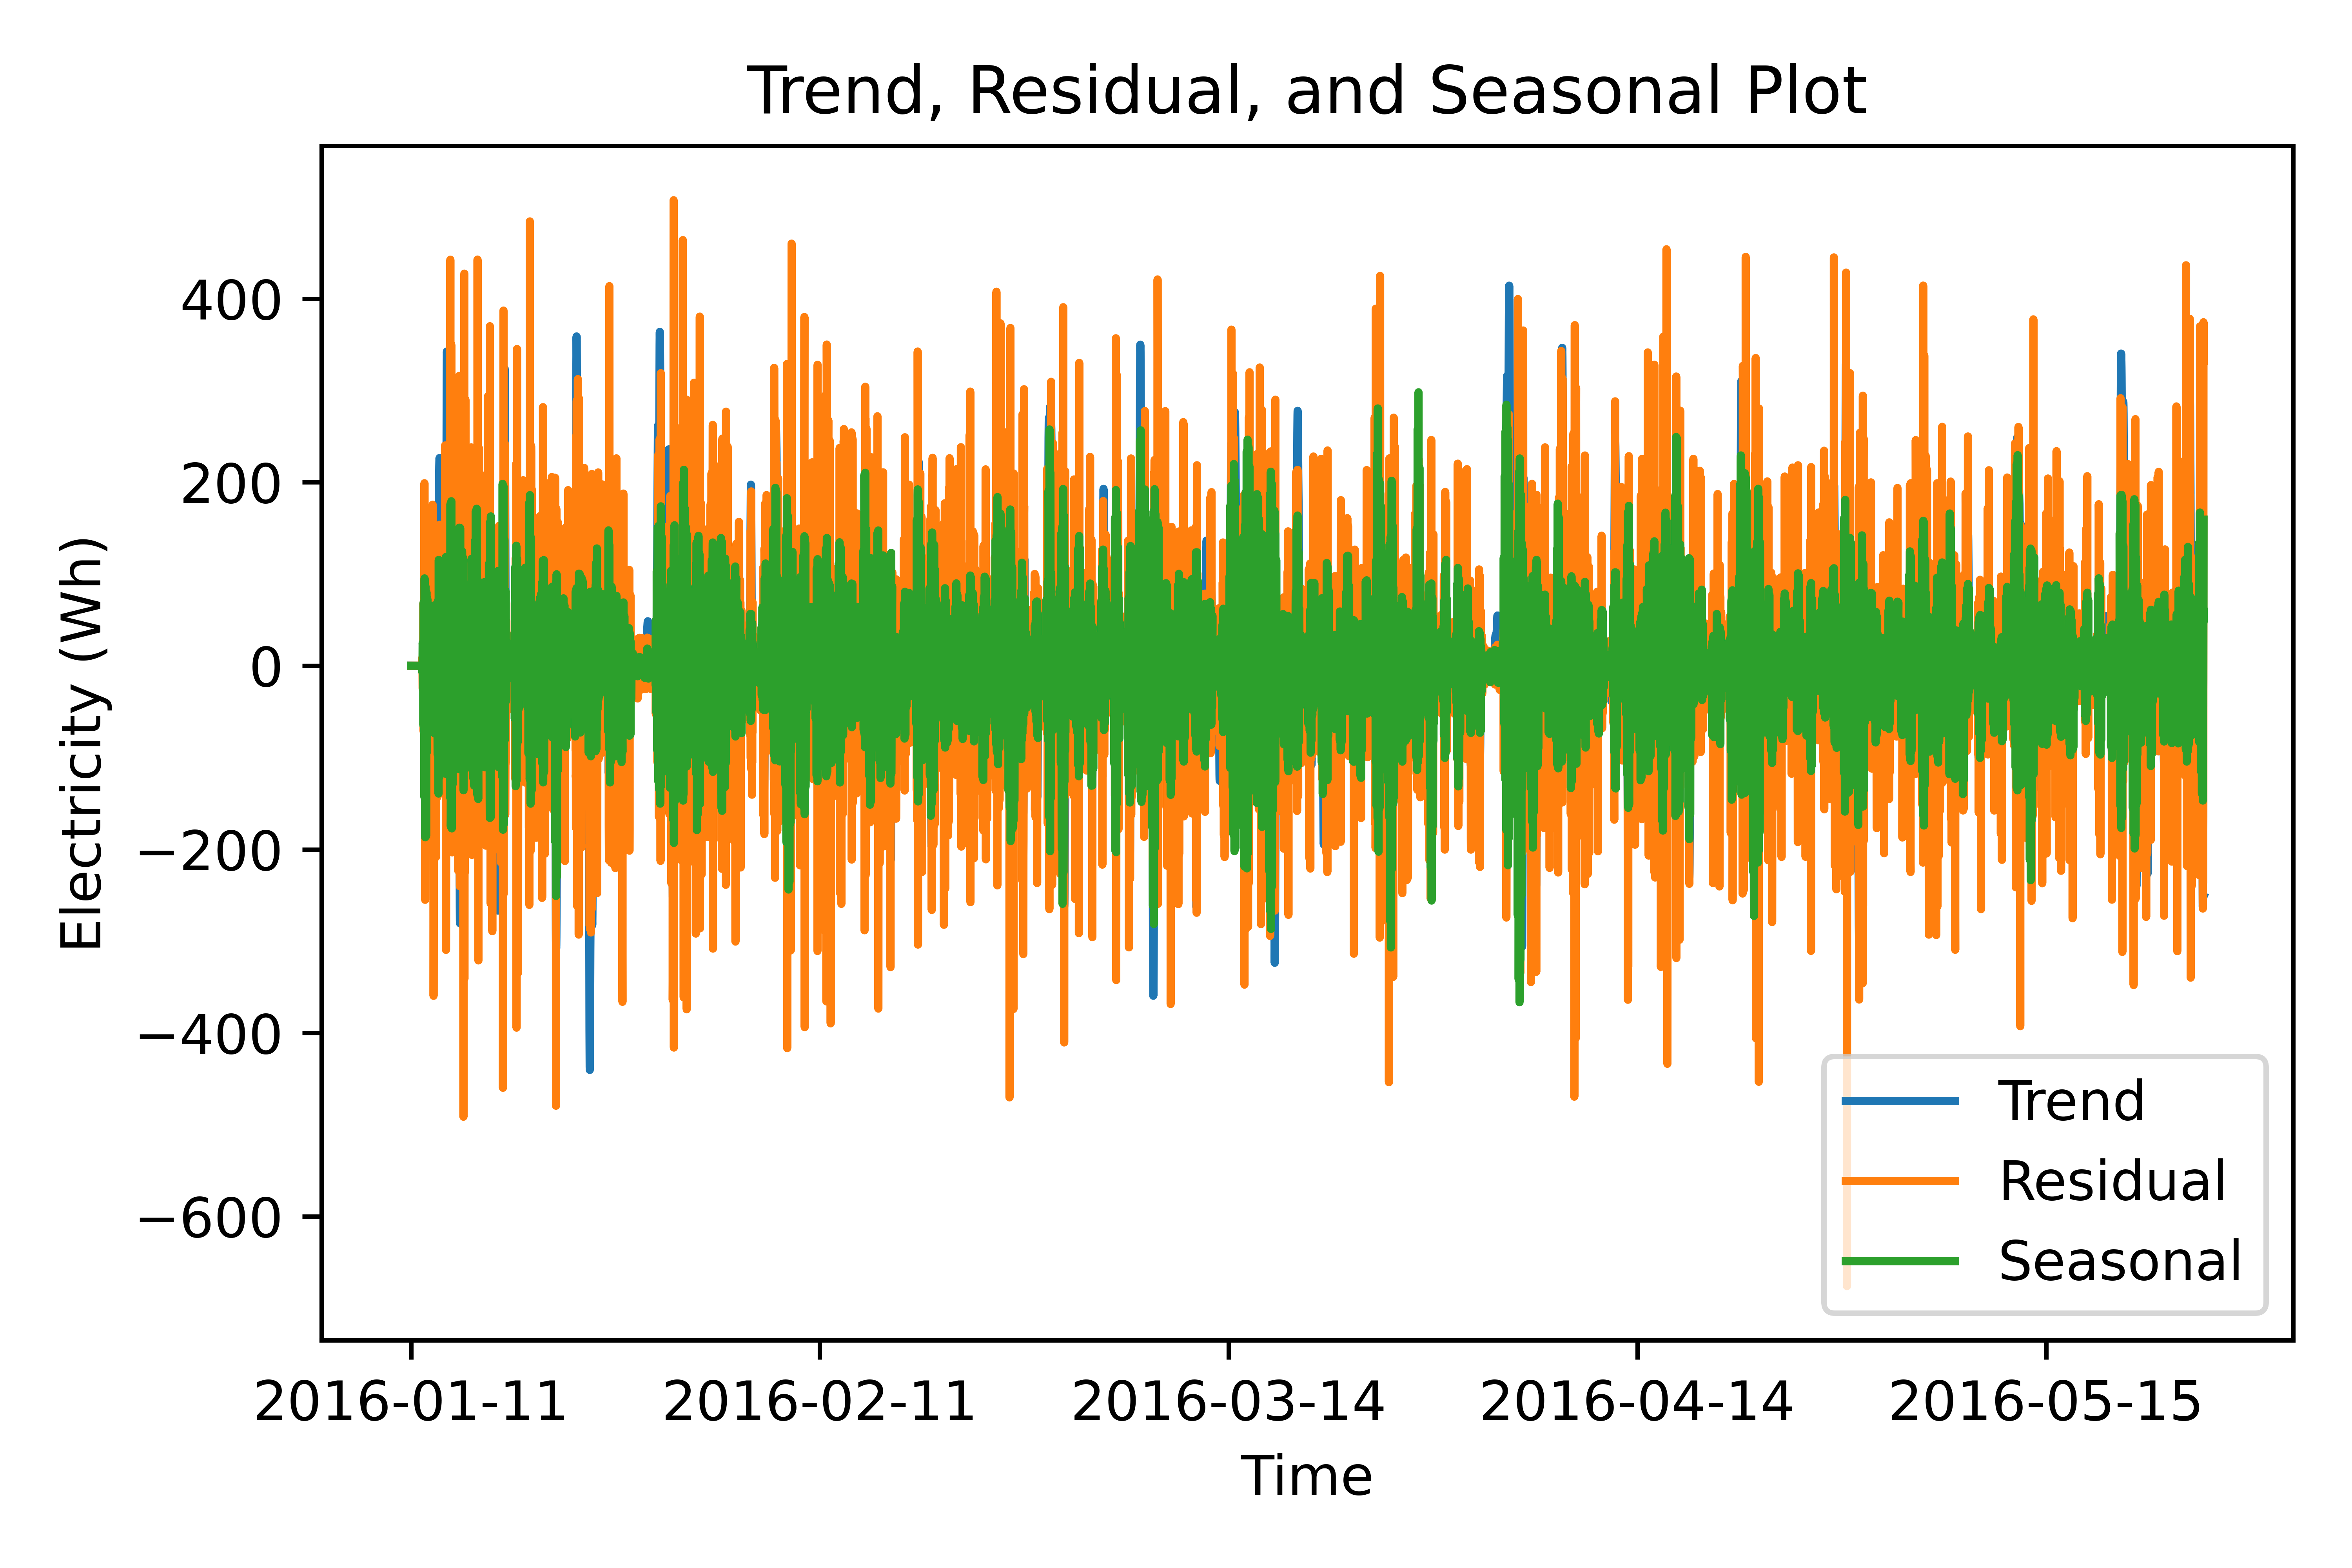 Trend, Residual, and Seasonal Plot
Electricity (Wh)
400
200
0
−200
−400
−600
Trend
Residual
Seasonal
2016-01-11 2016-02-11 2016-03-14 2016-04-14 2016-05-15
Time